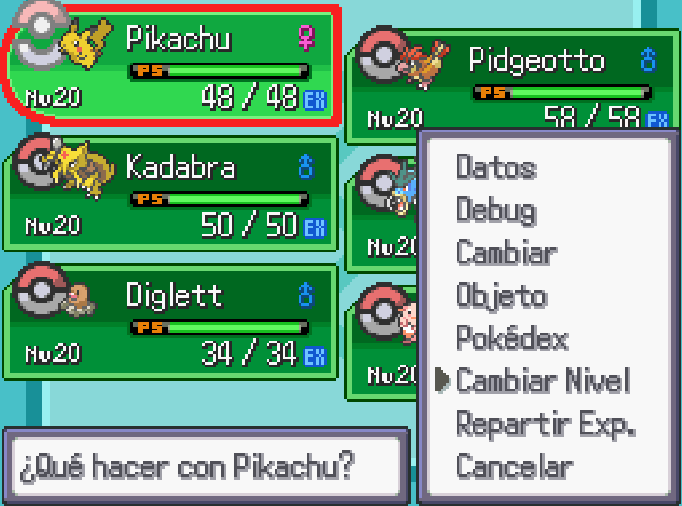 Pikachu ♀
PS
Nv20 48 / 48 EX
Pidgeotto ♂
PS
Nv20 58 / 58 EX
Kadabra ♂
PS
Nv20 50 / 50 EX
Nv20
Diglett ♂
PS
Nv20 34 / 34 EX
Nv20
Datos
Debug
Cambiar
Objeto
Pokédex
Cambiar Nivel
Repartir Exp.
Cancelar
¿Qué hacer con Pikachu?